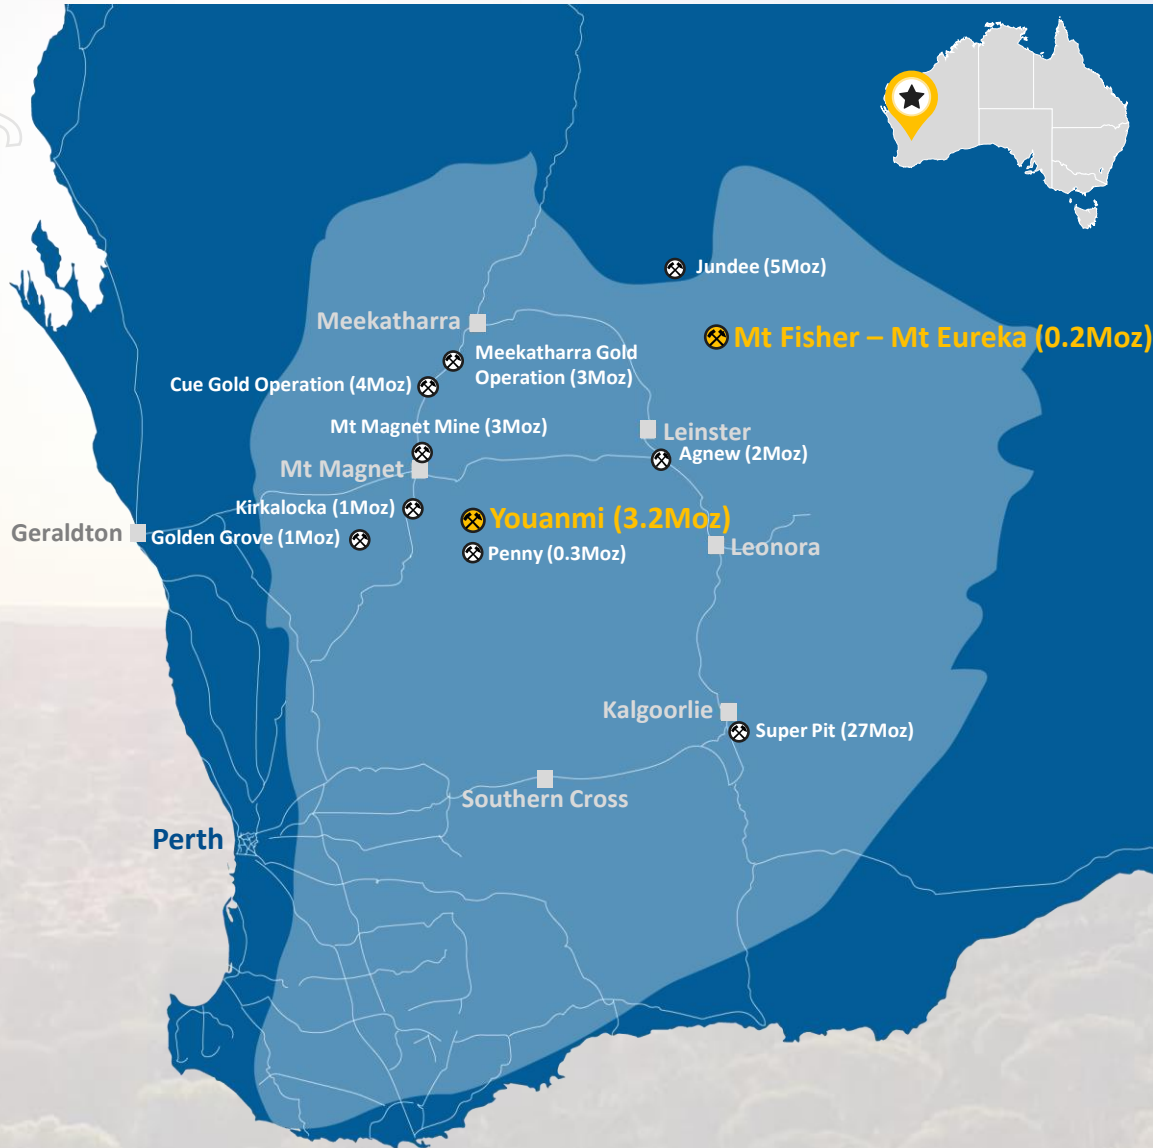 Jundee (5Moz)
Meekatharra
Mt Fisher – Mt Eureka (0.2Moz)
Meekatharra Gold
Operation (3Moz)
Cue Gold Operation (4Moz)
Mt Magnet Mine (3Moz)
Leinster
Agnew (2Moz)
Mt Magnet
Kirkalocka (1Moz)
Youanmi (3.2Moz)
Geraldton
Golden Grove (1Moz)
Penny (0.3Moz)
Leonora
Kalgoorlie
Super Pit (27Moz)
Southern Cross
Perth